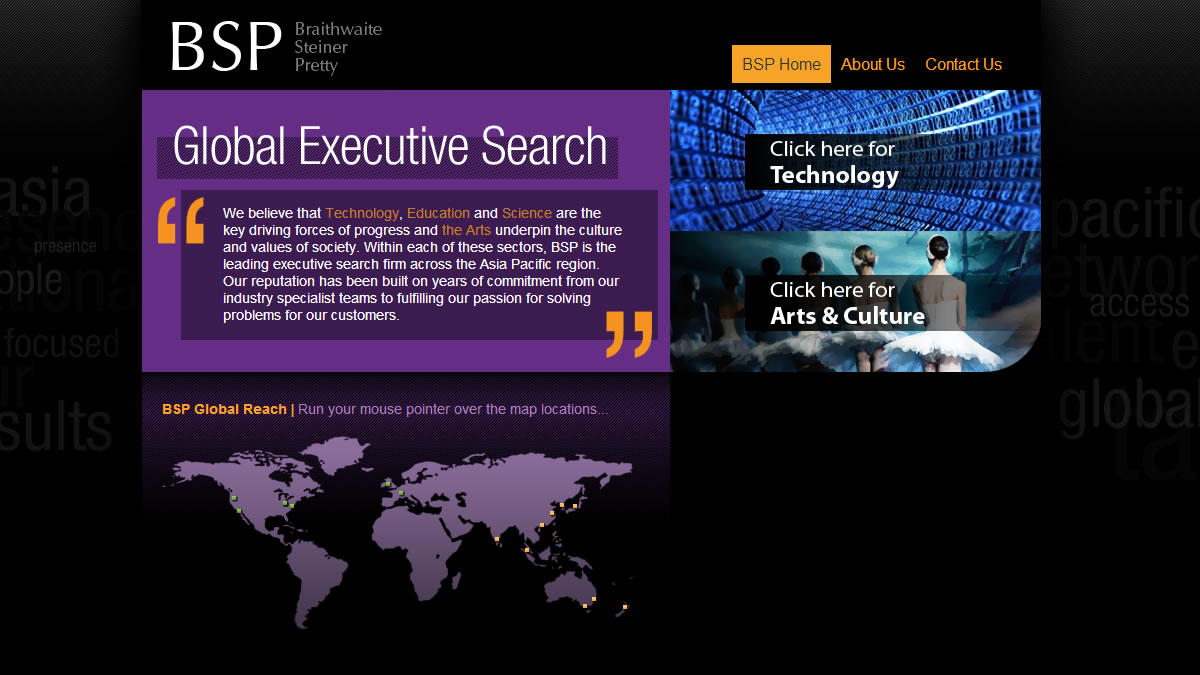 BSP
Braithwaite
Steiner
Pretty
BSP Home
About Us
Contact Us
Global Executive Search
Click here for
Technology
“
We believe that Technology, Education and Science are the
key driving forces of progress and the Arts underpin the culture
and values of society. Within each of these sectors, BSP is the
leading executive search firm across the Asia Pacific region.
Our reputation has been built on years of commitment from our
industry specialist teams to fulfilling our passion for solving
problems for our customers.
”
Click here for
Arts & Culture
BSP Global Reach | Run your mouse pointer over the map locations...
asia
presence
focused
pacific
access
global